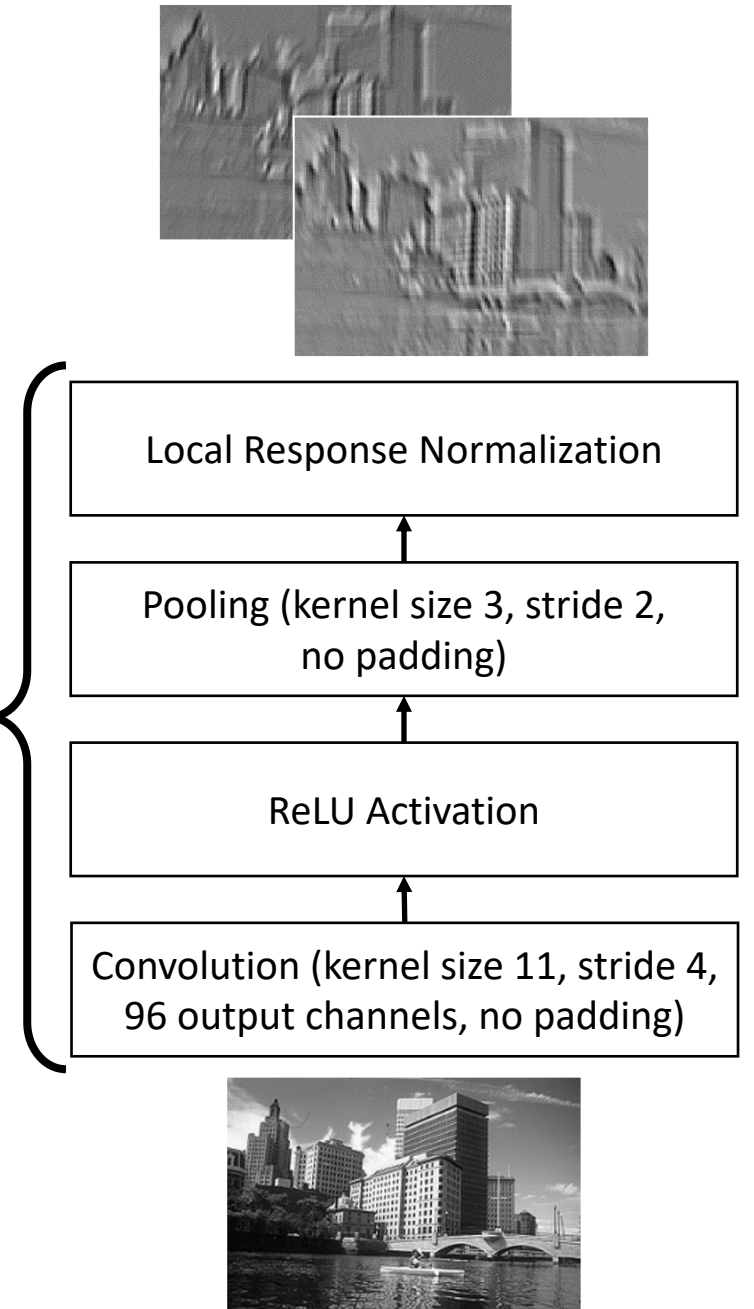 Local Response Normalization
Pooling (kernel size 3, stride 2,
no padding)
ReLU Activation
Convolution (kernel size 11, stride 4,
96 output channels, no padding)